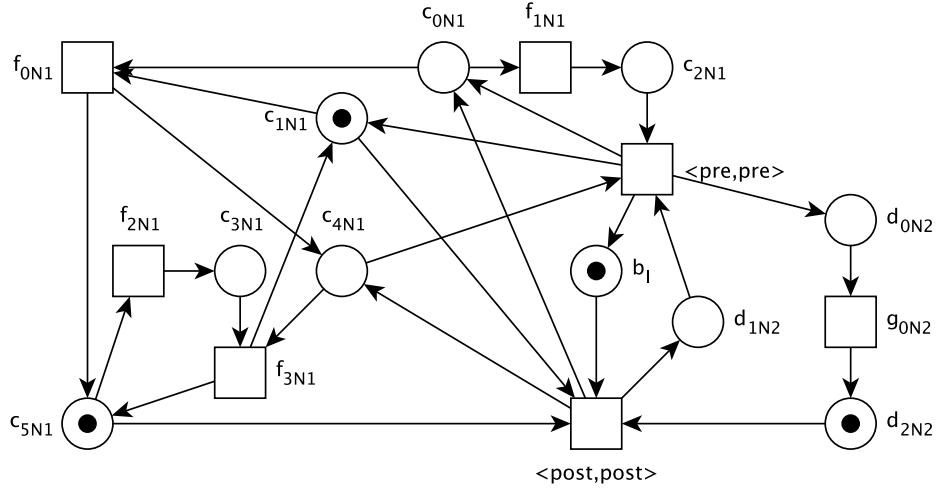 c0N1
f1N1
f0N1
c2N1
c1N1
<pre,pre>
f2N1
c3N1
c4N1
d0N2
bI
d1N2
g0N2
f3N1
c5N1
d2N2
<post,post>